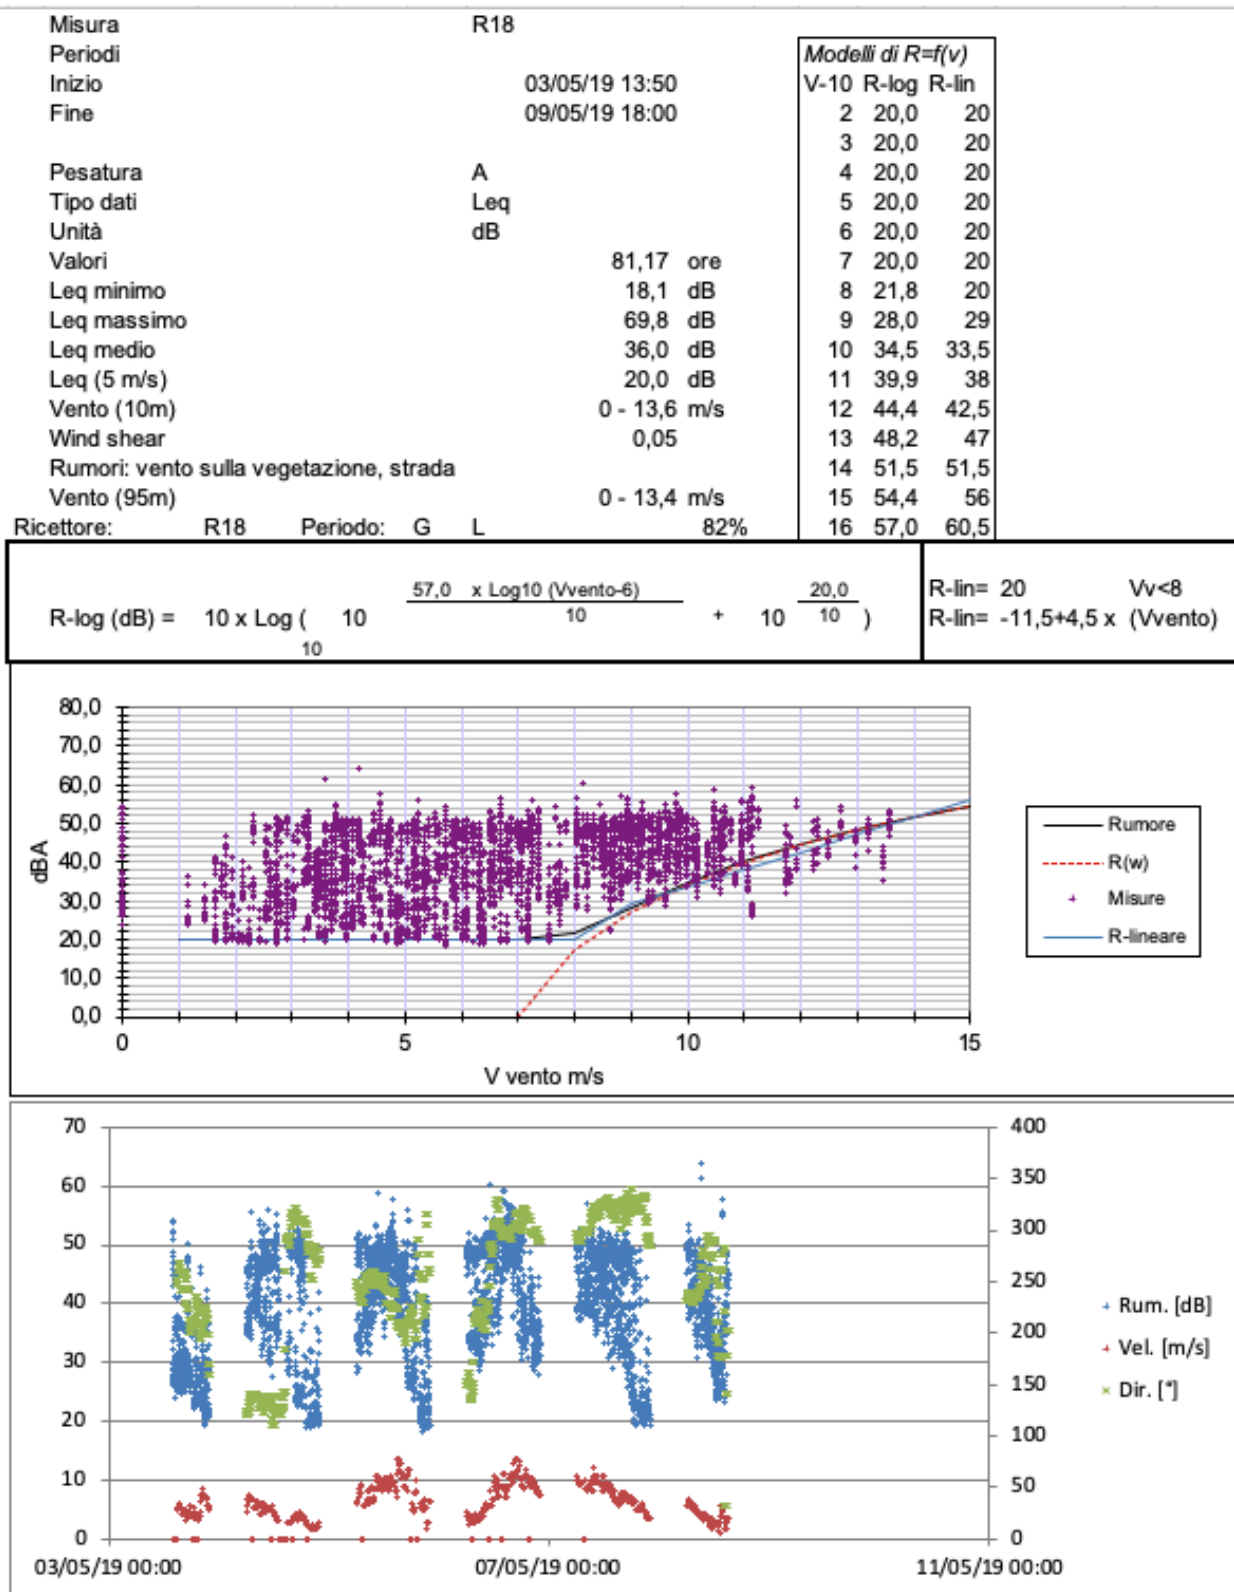 Misura R18
Periodi Modelli di R=f(v)
Inizio 03/05/19 13:50 V-10 R-log R-lin
Fine 09/05/19 18:00 2 20,0 20
3 20,0 20
Pesatura A 4 20,0 20
Tipo dati Leq 5 20,0 20
Unità dB 6 20,0 20
Valori 81,17 ore 7 20,0 20
Leq minimo 18,1 dB 8 21,8 20
Leq massimo 69,8 dB 9 28,0 29
Leq medio 36,0 dB 10 34,5 33,5
Leq (5 m/s) 20,0 dB 11 39,9 38
Vento (10m) 0 - 13,6 m/s 12 44,4 42,5
Wind shear 0,05 13 48,2 47
Rumori: vento sulla vegetazione, strada 14 51,5 51,5
Vento (95m) 0 - 13,4 m/s 15 54,4 56
Ricettore: R18 Periodo: G L 82% 16 57,0 60,5
57,0 x Log10 (Vvento-6) 20,0 R-lin= 20 Vv<8
R-log (dB) = 10 x Log ( 10 10 + 10 10 ) R-lin= -11,5+4,5 x (Vvento)
10
80,0
70,0
60,0
50,0
40,0
30,0
20,0
10,0
0,0
dBA
0 5 10 15
V vento m/s
Rumore
R(w)
Misure
R-lineare
70 400
60 350
50 300
40 250
30 200
20 150
10 100
0 50
0
Rum. [dB]
Vel. [m/s]
Dir. [°]
03/05/19 00:00 07/05/19 00:00 11/05/19 00:00